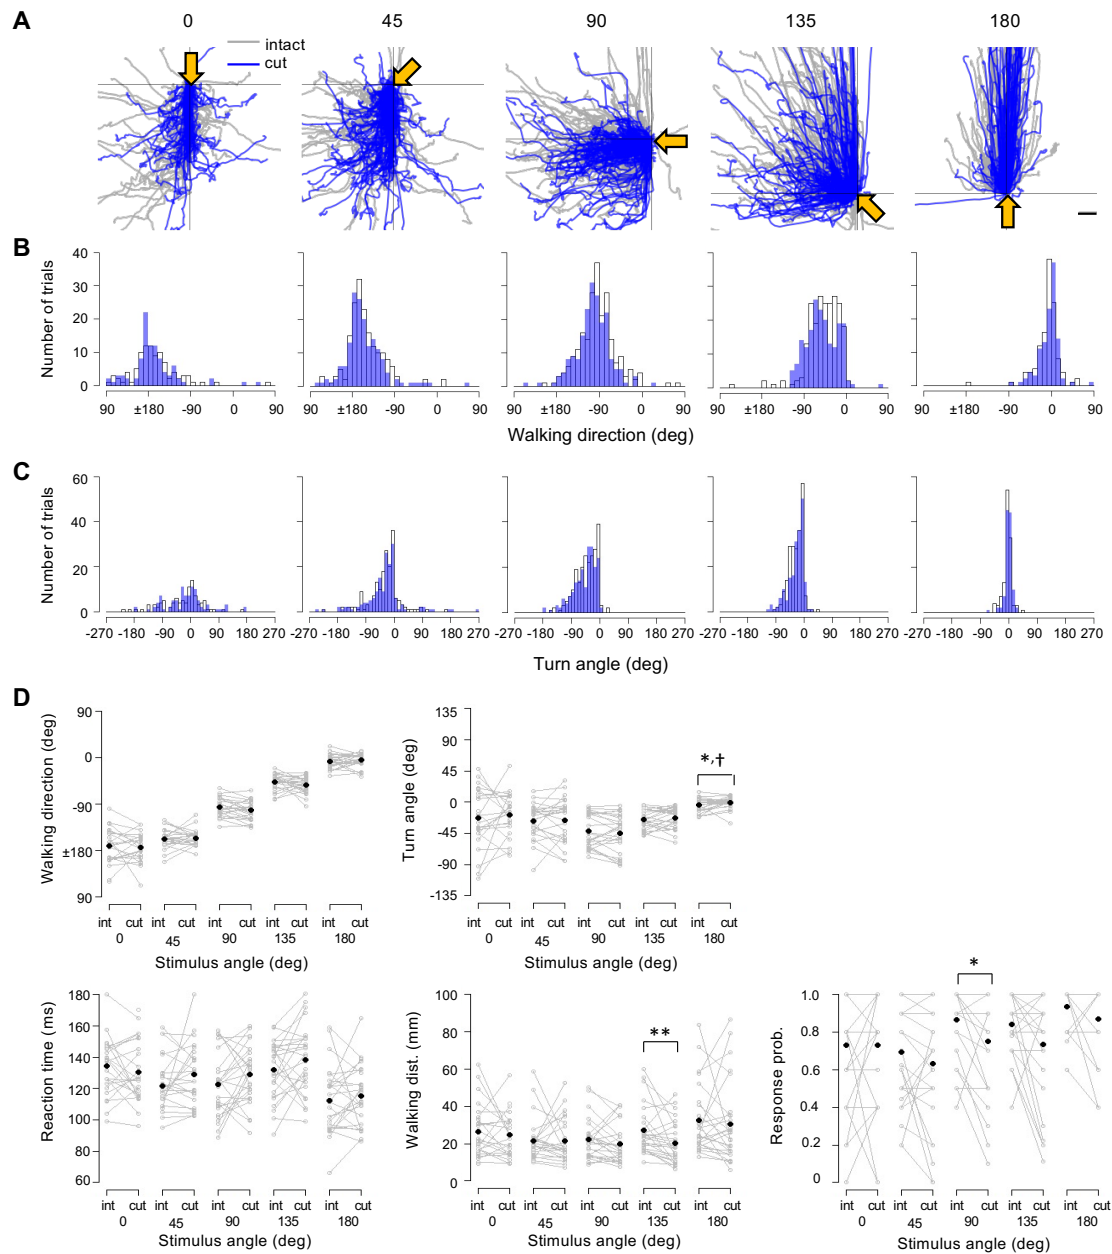 A
0 45 90 135 180
intact
cut
B
Number of trials
40
30
20
10
0
90 ±180 -90 0 90
±180 -90 90
±180 -90 0 90
90 ±180 -90 0 90
90 ±180 -90 0 90
Walking direction (deg)
C
Number of trials
60
40
20
0
-270 -180 -90 0 90 180 270
-180 -90 0 90 180 270
-180 -90 0 90 180 270
-180 -90 0 90 180 270
-270 -180 -90 0 90 180 270
Turn angle (deg)
D
Walking direction (deg)
90
0
-90
±180
90
int cut int cut int cut int cut int cut
0 45 90 135 180
Stimulus angle (deg)
Turn angle (deg)
135
90
45
0
-45
-90
-135
*,†
int cut int cut int cut int cut int cut
0 45 90 135 180
Stimulus angle (deg)
Reaction time (ms)
180
160
140
120
100
80
60
int cut int cut int cut int cut int cut
0 45 90 135 180
Stimulus angle (deg)
Walking dist. (mm)
100
80
60
40
20
0
**
int cut int cut int cut int cut int cut
0 45 90 135 180
Stimulus angle (deg)
Response prob.
1.0
0.8
0.6
0.4
0.2
0
*
int cut int cut int cut int cut int cut
0 45 90 135 180
Stimulus angle (deg)